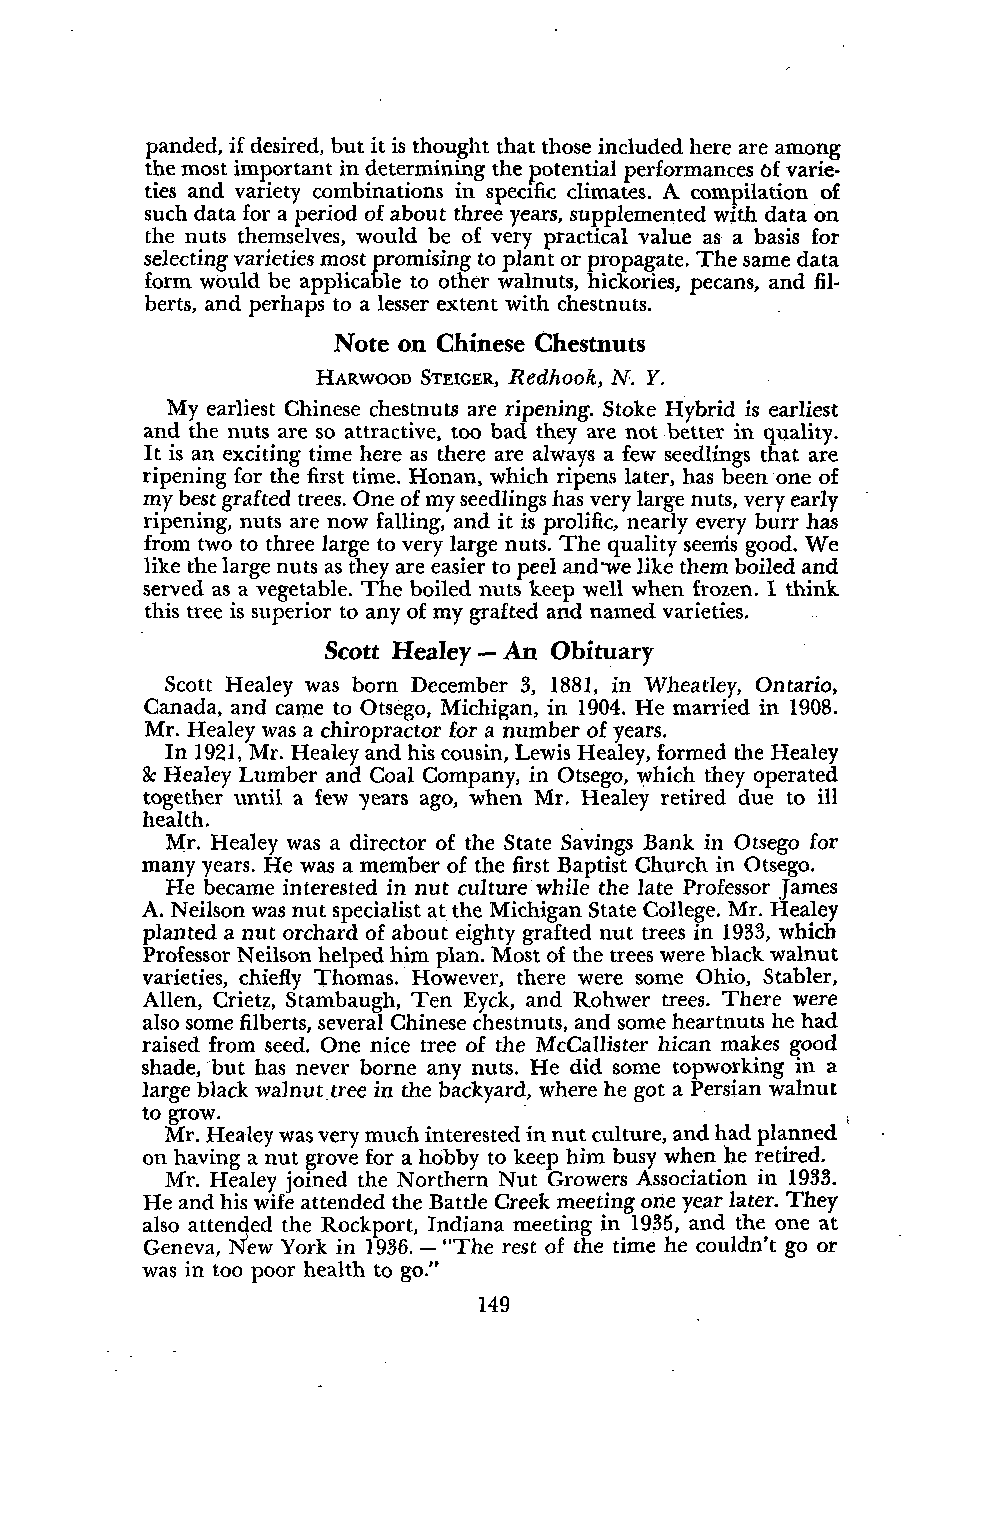 panded, if desired, but it is thought that those included here are among
the most important in determining the potential performances of varie-
ties and variety combinations in specific climates. A compilation of
such data for a period of about three years, supplemented with data on
the nuts themselves, would be of very practical value as a basis for
selecting varieties most promising to plant or propagate. The same data
form would be applicable to other walnuts, hickories, pecans, and fil-
berts, and perhaps to a lesser extent with chestnuts.
Note on Chinese Chestnuts
HARWOOD STEIGER, Redhook, N. Y.
My earliest Chinese chestnuts are ripening. Stoke Hybrid is earliest
and the nuts are so attractive, too bad they are not better in quality.
It is an exciting time here as there are always a few seedlings that are
ripening for the first time. Honan, which ripens later, has been one of
my best grafted trees. One of my seedlings has very large nuts, very early
ripening, nuts are now falling, and it is prolific, nearly every burr has
from two to three large to very large nuts. The quality seems good. We
like the large nuts as they are easier to peel and we like them boiled and
served as a vegetable. The boiled nuts keep well when frozen. I think
this tree is superior to any of my grafted and named varieties.
Scott Healey — An Obituary
Scott Healey was born December 3, 1881, in Wheatley, Ontario,
Canada, and came to Otsego, Michigan, in 1904. He married in 1908.
Mr. Healey was a chiropractor for a number of years.
In 1921, Mr. Healey and his cousin, Lewis Healey, formed the Healey
& Healey Lumber and Coal Company, in Otsego, which they operated
together until a few years ago, when Mr. Healey retired due to ill
health.
Mr. Healey was a director of the State Savings Bank in Otsego for
many years. He was a member of the first Baptist Church in Otsego.
He became interested in nut culture while the late Professor James
A. Neilson was nut specialist at the Michigan State College. Mr. Healey
planted a nut orchard of about eighty grafted nut trees in 1933, which
Professor Neilson helped him plan. Most of the trees were black walnut
varieties, chiefly Thomas. However, there were some Ohio, Stabler,
Allen, Crietz, Stambaugh, Ten Eyck, and Rohwer trees. There were
also some filberts, several Chinese chestnuts, and some heartnuts he had
raised from seed. One nice tree of the McCallister hican makes good
shade, but has never borne any nuts. He did some topworking in a
large black walnut tree in the backyard, where he got a Persian walnut
to grow.
Mr. Healey was very much interested in nut culture, and had planned
on having a nut grove for a hobby to keep him busy when he retired.
Mr. Healey joined the Northern Nut Growers Association in 1933.
He and his wife attended the Battle Creek meeting one year later. They
also attended the Rockport, Indiana meeting in 1935, and the one at
Geneva, New York in 1936. — "The rest of the time he couldn't go or
was in too poor health to go."
149